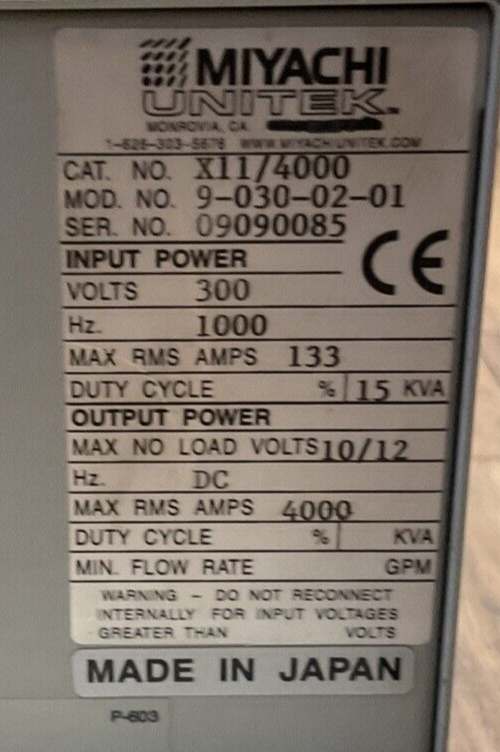 MIYACHI
UNITEK™
MONROVIA, CA.
1-626-303-5676 WWW.MIYACHIUNITEK.COM
CAT. NO. X11/4000
MOD. NO. 9-030-02-01
SER. NO. 09090085
CE
INPUT POWER
VOLTS 300
Hz. 1000
MAX RMS AMPS 133
DUTY CYCLE % 15 KVA
OUTPUT POWER
MAX NO LOAD VOLTS 10/12
Hz. DC
MAX RMS AMPS 4000
DUTY CYCLE % KVA
MIN. FLOW RATE GPM
WARNING - DO NOT RECONNECT
INTERNALLY FOR INPUT VOLTAGES
GREATER THAN VOLTS
MADE IN JAPAN
P-603